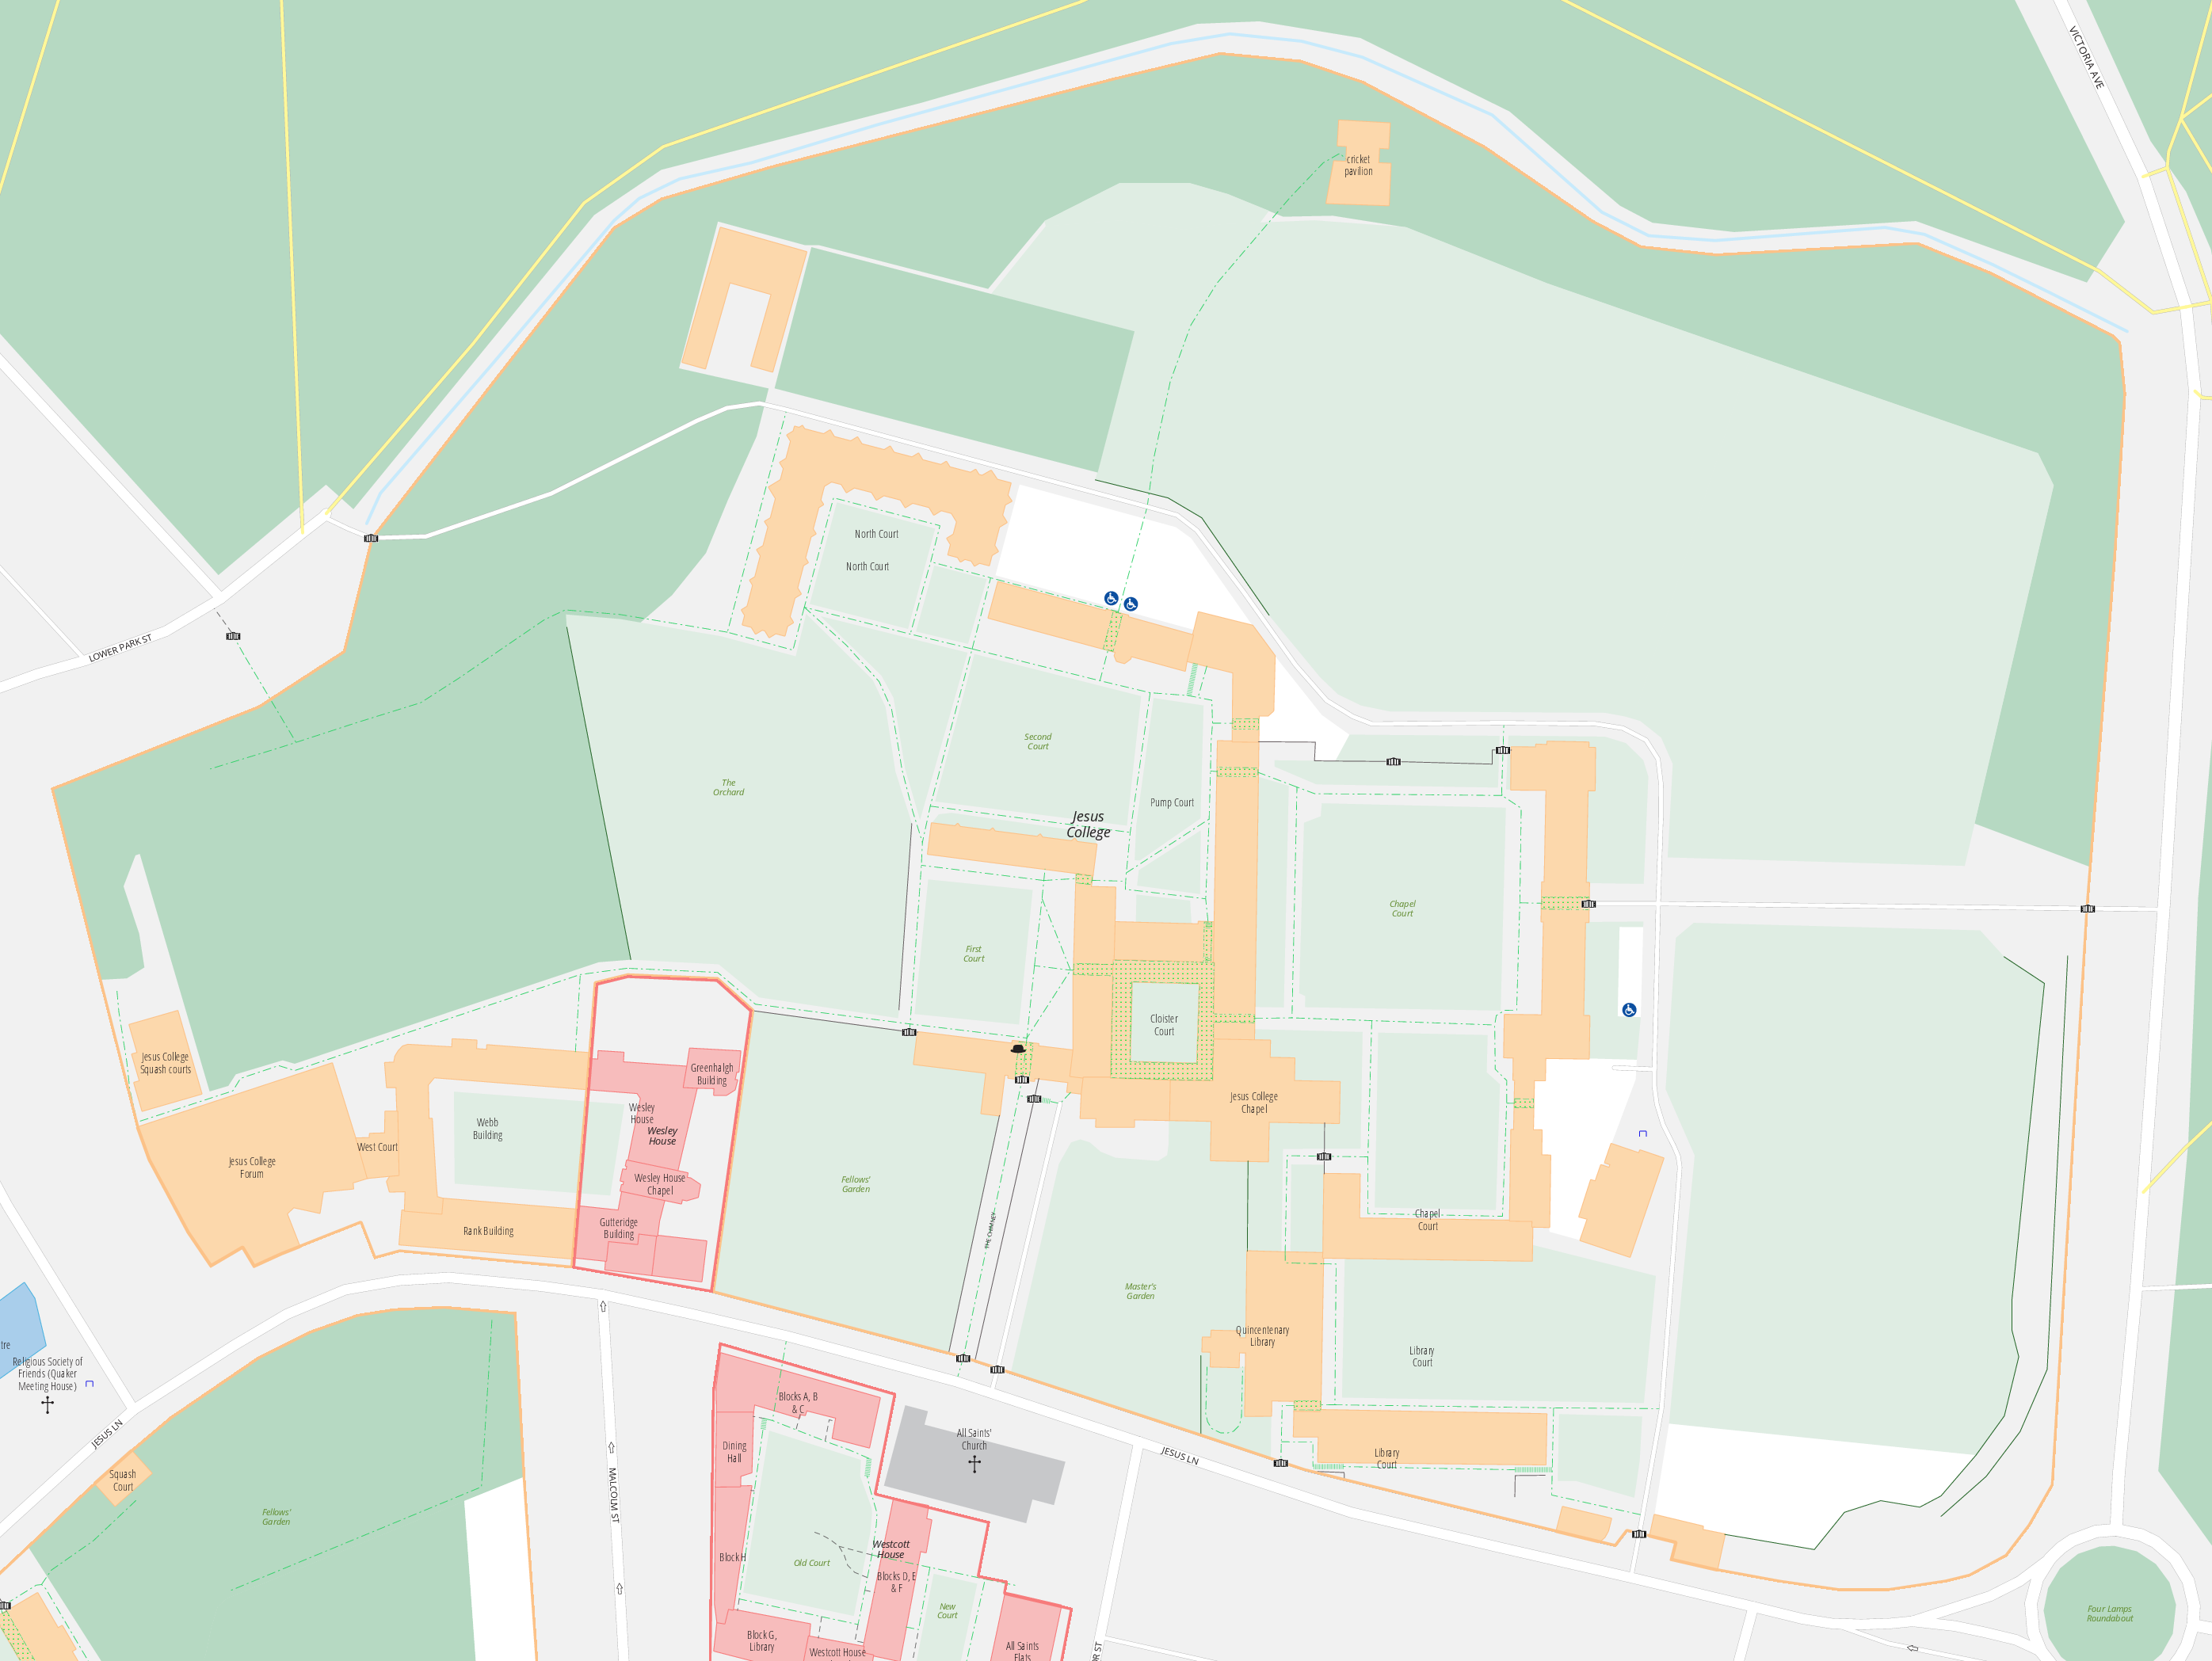 VICTORIA AVE
cricket
pavilion
North Court
North Court
LOWER PARK ST
Second
Court
The
Orchard
Pump Court
Jesus
College
Chapel
Court
First
Court
Cloister
Court
Jesus College
Squash courts
Greenhalgh
Building
Jesus College
Chapel
Wesley
House
Webb
Building
Wesley
House
West Court
Jesus College
Forum
Wesley House
Chapel
Fellows'
Garden
Chapel
Court
Gutteridge
Building
Rank Building
THE CHIMNEY
Master's
Garden
Quincentenary
Library
tre
Library
Court
Religious Society of
Friends (Quaker
Meeting House)
Blocks A, B
& C
JESUS LN
All Saints'
Church
Dining
Hall
JESUS LN
Library
Court
Squash
Court
MALCOLM ST
Fellows'
Garden
Westcott
House
Block H
Old Court
Blocks D, E
& F
New
Court
Four Lamps
Roundabout
Block G,
Library
Westcott House
All Saints
Flats
OR ST